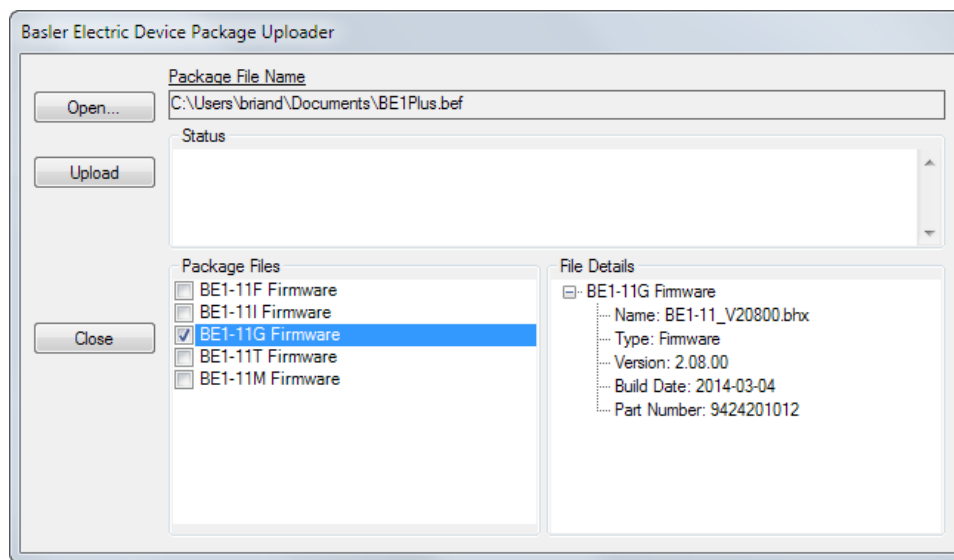 Basler Electric Device Package Uploader
Package File Name
Open...
C:\Users\briand\Documents\BE1Plus.bef
Status
Upload
Package Files
BE1-11F Firmware
BE1-11I Firmware
BE1-11G Firmware
BE1-11T Firmware
BE1-11M Firmware
Close
File Details
BE1-11G Firmware
Name: BE1-11_V20800.bhx
Type: Firmware
Version: 2.08.00
Build Date: 2014-03-04
Part Number: 9424201012